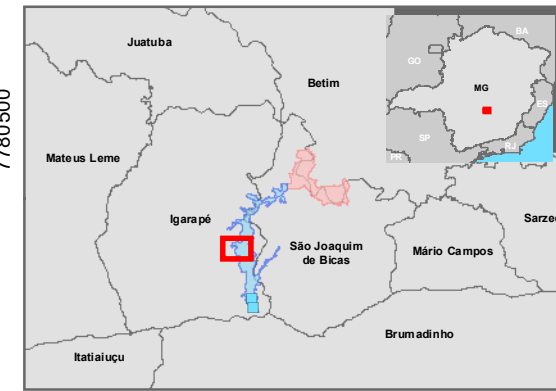 7780500
Juatuba
Betim
Mateus Leme
Igarapé
São Joaquim
de Bicas
Mário Campos
Brumadinho
Itatiaiuçu
BA
GO
MG
ES
SP
RJ
PR